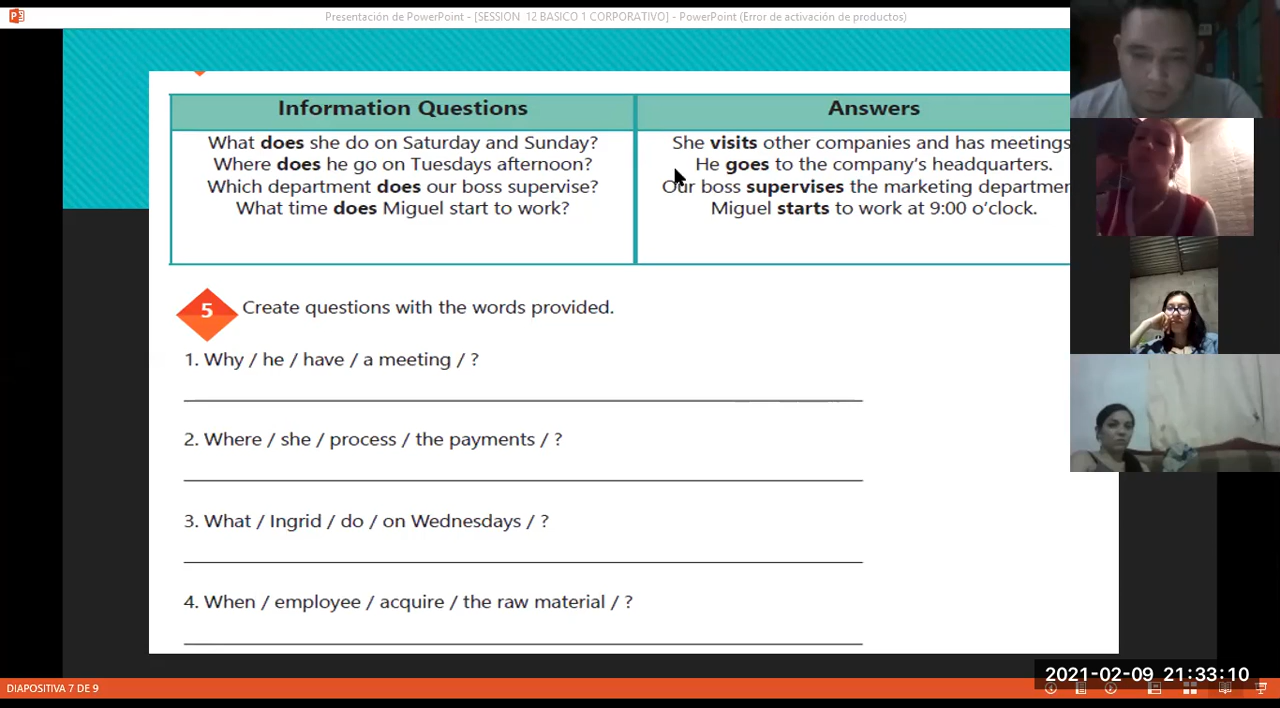 Presentación de PowerPoint - [SESSION 12 BASICO 1 CORPORATIVO] - PowerPoint (Error de activación de productos)
Information Questions
What does she do on Saturday and Sunday?
Where does he go on Tuesdays afternoon?
Which department does our boss supervise?
What time does Miguel start to work?
Answers
She visits other companies and has meetings
He goes to the company's headquarters.
Our boss supervises the marketing
Miguel starts to work at 9:00 o'clock.
5 Create questions with the words provided.
1. Why / he / have / a meeting / ?
2. Where / she / process / the payments / ?
3. What / Ingrid / do / on Wednesdays / ?
4. When / employee / acquire / the raw material / ?
2021-02-09 21:33:10
DIAPOSITIVA 7 DE 9